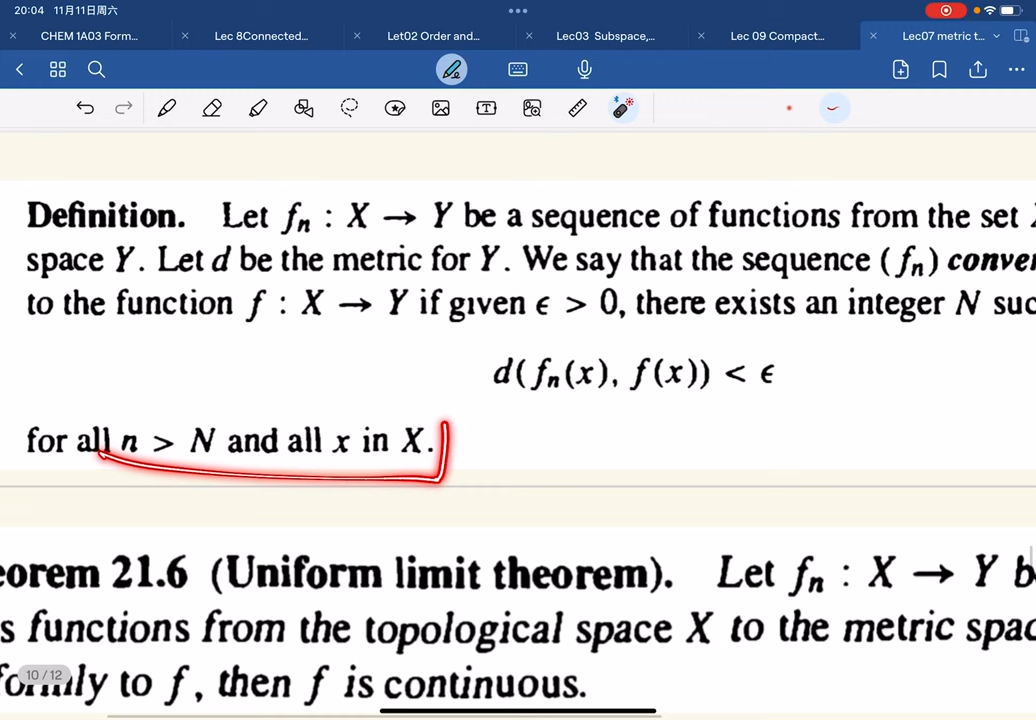 20:04 11月11日周六
CHEM 1A03 Form... Lec 8Connected... Let02 Order and... Lec03 Subspace,... Lec 09 Compact... Lec07 metric t...
Definition. Let fₙ : X → Y be a sequence of functions from the set
space Y. Let d be the metric for Y. We say that the sequence (fₙ) conve
to the function f : X → Y if given ϵ > 0, there exists an integer N suc
d(fₙ(x), f(x)) < ϵ
for all n > N and all x in X.
eorem 21.6 (Uniform limit theorem). Let fₙ : X → Y b
s functions from the topological space X to the metric spac
formly to f, then f is continuous.
10 / 12